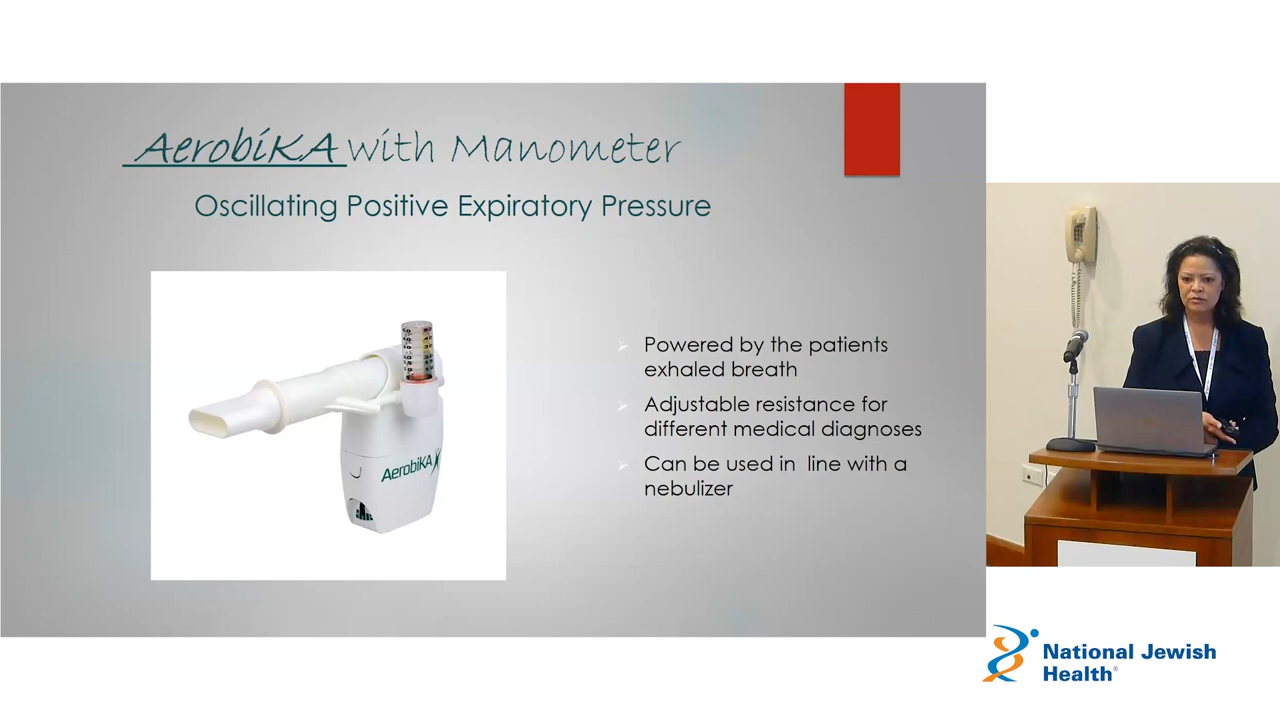 AerobiKA with Manometer
Oscillating Positive Expiratory Pressure
Powered by the patients
exhaled breath
Adjustable resistance for
different medical diagnoses
Can be used in line with a
nebulizer
AerobiKA
National Jewish
Health®